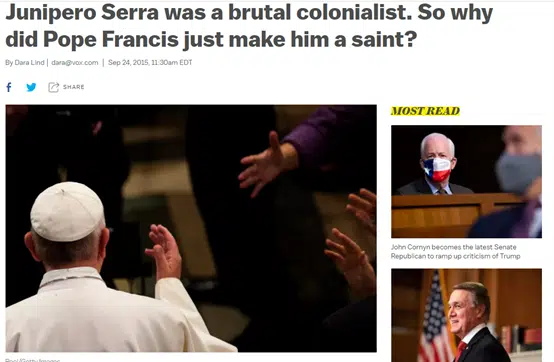 Junipero Serra was a brutal colonialist. So why
did Pope Francis just make him a saint?
By Dara Lind | dara@vox.com | Sep 24, 2015, 11:30am EDT
SHARE
MOST READ
John Cornyn becomes the latest Senate
Republican to ramp up criticism of Trump